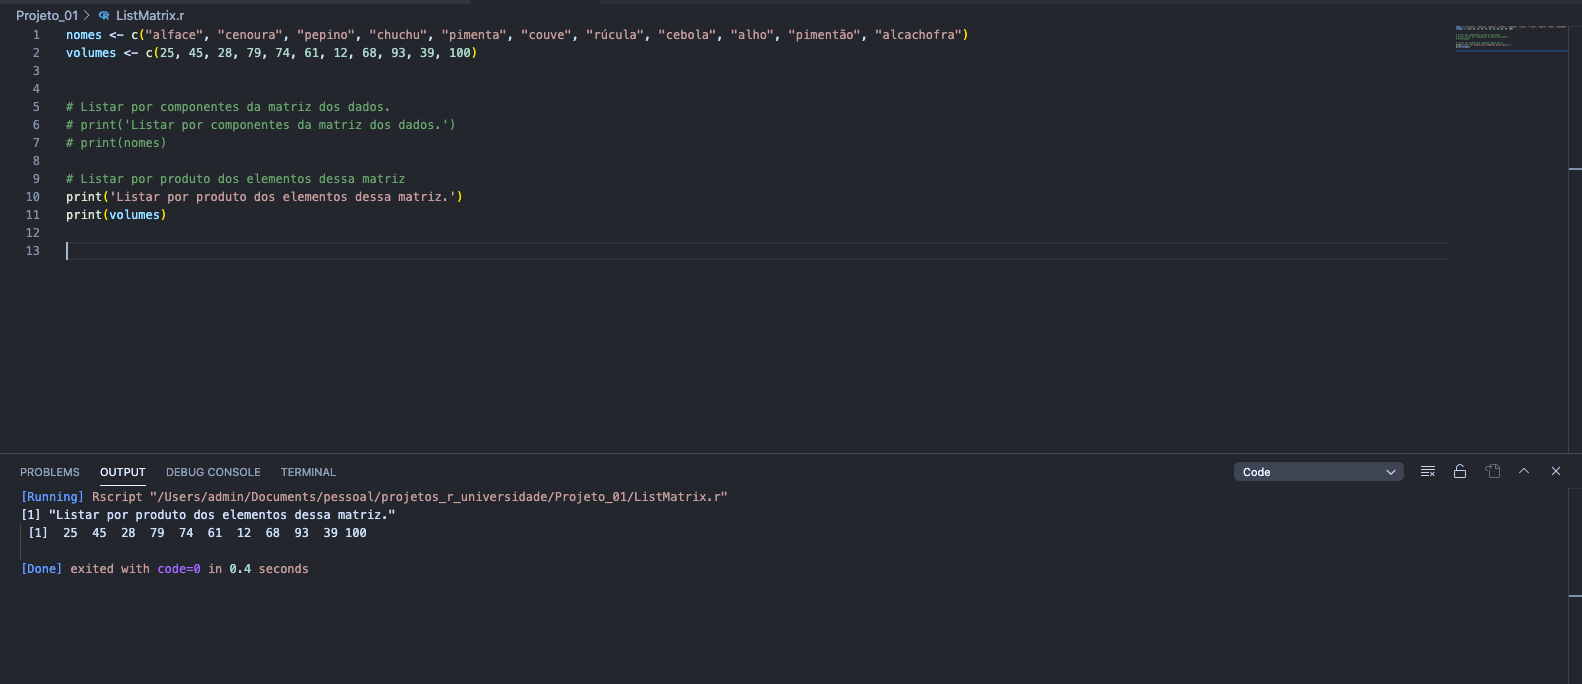 Projeto_01 > ListMatrix.r
1 nomes <- c("alface", "cenoura", "pepino", "chuchu", "pimenta", "couve", "rúcula", "cebola", "alho", "pimentão", "alcachofra")
2 volumes <- c(25, 45, 28, 79, 74, 61, 12, 68, 93, 39, 100)
3
4
5 # Listar por componentes da matriz dos dados.
6 # print('Listar por componentes da matriz dos dados.')
7 # print(nomes)
8
9 # Listar por produto dos elementos dessa matriz
10 print('Listar por produto dos elementos dessa matriz.')
11 print(volumes)
12
13
PROBLEMS OUTPUT DEBUG CONSOLE TERMINAL Code
[Running] Rscript "/Users/admin/Documents/pessoal/projetos_r_universidade/Projeto_01/ListMatrix.r"
[1] "Listar por produto dos elementos dessa matriz."
[1] 25 45 28 79 74 61 12 68 93 39 100
[Done] exited with code=0 in 0.4 seconds